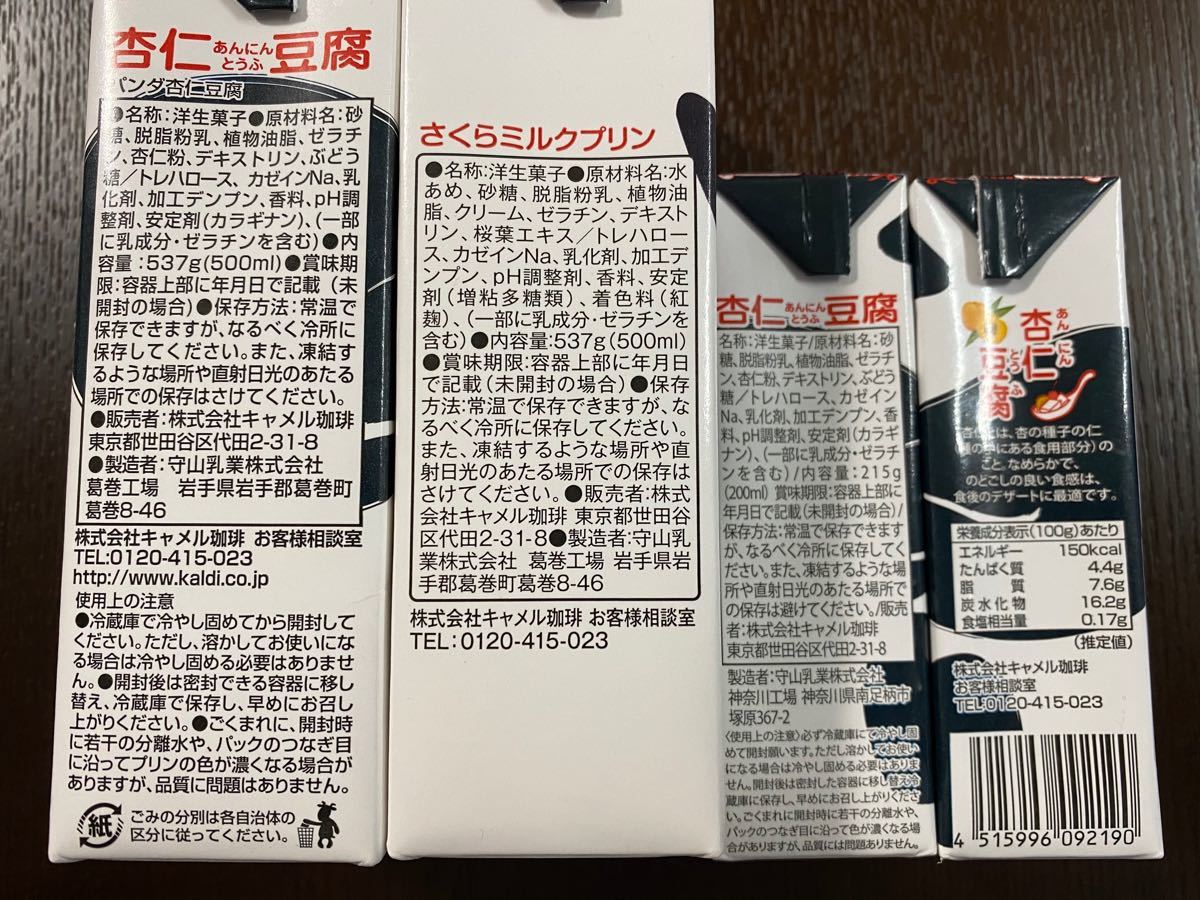 杏仁豆腐
あんにん
とうふ
パンダ杏仁豆腐
●名称:洋生菓子●原材料名:砂
糖、脱脂粉乳、植物油脂、ゼラチ
ン、杏仁粉、デキストリン、ぶどう
糖/トレハロース、カゼインNa、乳
化剤、加工デンプン、香料、pH調
整剤、安定剤(カラギナン)、(一部
に乳成分・ゼラチンを含む)●内
容量:537g(500ml)●賞味期
限:容器上部に年月日で記載(未
開封の場合)●保存方法:常温で
保存できますが、なるべく冷所に
保存してください。また、凍結す
るような場所や直射日光のあたる
場所での保存はさけてください。
●販売者:株式会社キャメル珈琲
東京都世田谷区代田2-31-8
●製造者:守山乳業株式会社
葛巻工場 岩手県岩手郡葛巻町
葛巻8-46
株式会社キャメル珈琲 お客様相談室
TEL:0120-415-023
http://www.kaldi.co.jp
使用上の注意
●冷蔵庫で冷やし固めてから開封して
ください。ただし、溶かしてお使いにな
る場合は冷やし固める必要はありませ
ん。●開封後は密封できる容器に移し
替え、冷蔵庫で保存し、早めにお召し
上がりください。●ごくまれに、開封時
に若干の分離水や、パックのつなぎ目
に沿ってプリンの色が濃くなる場合が
ありますが、品質に問題はありません。
紙
ごみの分別は各自治体の
区分に従ってください。
さくらミルクプリン
●名称:洋生菓子●原材料名:水
あめ、砂糖、脱脂粉乳、植物油
脂、クリーム、ゼラチン、デキスト
リン、桜葉エキス/トレハロー
ス、カゼインNa、乳化剤、加工デ
ンプン、pH調整剤、香料、安定
剤(増粘多糖類)、着色料(紅
麹)、(一部に乳成分・ゼラチンを
含む)●内容量:537g(500ml)
●賞味期限:容器上部に年月日
で記載(未開封の場合)●保存
方法:常温で保存できますが、な
るべく冷所に保存してください。
また、凍結するような場所や直
射日光のあたる場所での保存は
さけてください。●販売者:株式
会社キャメル珈琲 東京都世田谷
区代田2-31-8●製造者:守山乳
業株式会社 葛巻工場 岩手県岩
手郡葛巻町葛巻8-46
株式会社キャメル珈琲 お客様相談室
TEL:0120-415-023
杏仁豆腐
あんにん
とうふ
名称:洋生菓子/原材料名:砂
糖、脱脂粉乳、植物油脂、ゼラチ
ン、杏仁粉、デキストリン、ぶどう
糖/トレハロース、カゼイン
Na、乳化剤、加工デンプン、香
料、pH調整剤、安定剤(カラギ
ナン)、(一部に乳成分・ゼラチ
ンを含む)/内容量:215g
(200ml)賞味期限:容器上部に
年月日で記載(未開封の場合)/
保存方法:常温で保存できます
が、なるべく冷所に保存してく
ださい。また、凍結するような場
所や直射日光のあたる場所で
の保存は避けてください。/販売
者:株式会社キャメル珈琲
東京都世田谷区代田2-31-8
製造者:守山乳業株式会社
神奈川工場 神奈川県南足柄市
塚原367-2
〈使用上の注意〉必ず冷蔵庫にて冷やし固
めて開封願います。ただし溶かしてお使い
になる場合は冷やし固める必要はありま
せん。開封後は密封した容器に移し替え冷
蔵庫に保存し、早めにお召し上がりくださ
い。ごくまれに開封時に若干の分離水や、
パックのつなぎ目に沿って色が濃くなる場
合がありますが、品質には問題ありません。
杏仁
あんにん
豆腐
とうふ
杏仁とは、杏の種子の仁
(種の中にある食用部分)の
こと。なめらかで、
のどごしの良い食感は、
食後のデザートに最適です。
栄養成分表示(100g)あたり
エネルギー 150kcal
たんぱく質 4.4g
脂質 7.6g
炭水化物 16.2g
食塩相当量 0.17g
(推定値)
株式会社キャメル珈琲
お客様相談室
TEL:0120-415-023
4 515996 092190